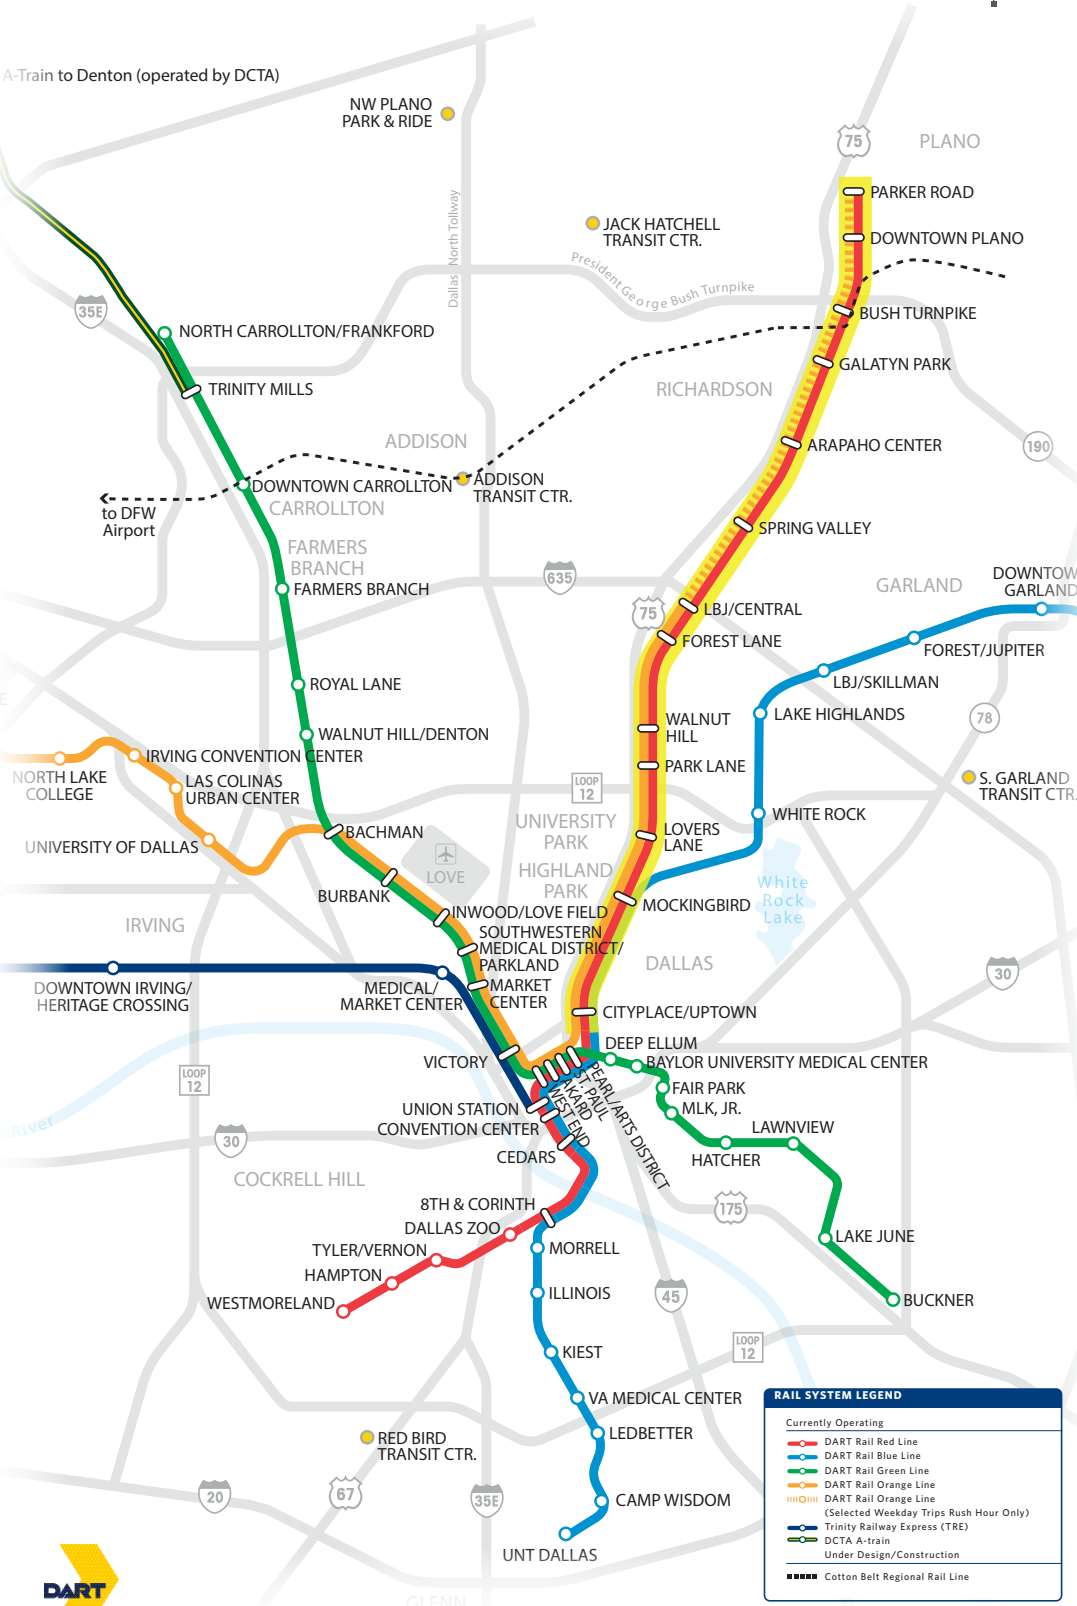 A-Train to Denton (operated by DCTA)
NW PLANO
PARK & RIDE
75
PLANO
PARKER ROAD
Dallas North Tollway
JACK HATCHELL
TRANSIT CTR.
DOWNTOWN PLANO
President George Bush Turnpike
35E
BUSH TURNPIKE
NORTH CARROLLTON/FRANKFORD
GALATYN PARK
TRINITY MILLS
RICHARDSON
ADDISON
ARAPAHO CENTER
190
DOWNTOWN CARROLLTON
ADDISON
TRANSIT CTR.
to DFW
Airport
CARROLLTON
SPRING VALLEY
FARMERS
BRANCH
635
FARMERS BRANCH
GARLAND
DOWNTOW
GARLAND
75
LBJ/CENTRAL
FOREST LANE
FOREST/JUPITER
ROYAL LANE
LBJ/SKILLMAN
E
WALNUT
HILL
LAKE HIGHLANDS
78
WALNUT HILL/DENTON
IRVING CONVENTION CENTER
PARK LANE
NORTH LAKE
COLLEGE
LAS COLINAS
URBAN CENTER
LOOP
12
S. GARLAND
TRANSIT CTR.
WHITE ROCK
UNIVERSITY
PARK
LOVERS
LANE
BACHMAN
UNIVERSITY OF DALLAS
LOVE
HIGHLAND
PARK
White
Rock
Lake
BURBANK
MOCKINGBIRD
INWOOD/LOVE FIELD
IRVING
SOUTHWESTERN
MEDICAL DISTRICT/
PARKLAND
DALLAS
30
DOWNTOWN IRVING/
HERITAGE CROSSING
MEDICAL/
MARKET CENTER
MARKET
CENTER
CITYPLACE/UPTOWN
DEEP ELLUM
VICTORY
BAYLOR UNIVERSITY MEDICAL CENTER
LOOP
12
FAIR PARK
PEARL/ARTS DISTRICT
ST. PAUL
AKARD
WEST END
UNION STATION
MLK, JR.
River
CONVENTION CENTER
LAWNVIEW
30
CEDARS
HATCHER
COCKRELL HILL
8TH & CORINTH
175
DALLAS ZOO
LAKE JUNE
TYLER/VERNON
MORRELL
HAMPTON
ILLINOIS
45
WESTMORELAND
BUCKNER
LOOP
12
KIEST
VA MEDICAL CENTER
RED BIRD
TRANSIT CTR.
LEDBETTER
20
67
35E
CAMP WISDOM
UNT DALLAS
GLENN
DART
RAIL SYSTEM LEGEND
Currently Operating
DART Rail Red Line
DART Rail Blue Line
DART Rail Green Line
DART Rail Orange Line
DART Rail Orange Line
(Selected Weekday Trips Rush Hour Only)
Trinity Railway Express (TRE)
DCTA A-train
Under Design/Construction
Cotton Belt Regional Rail Line